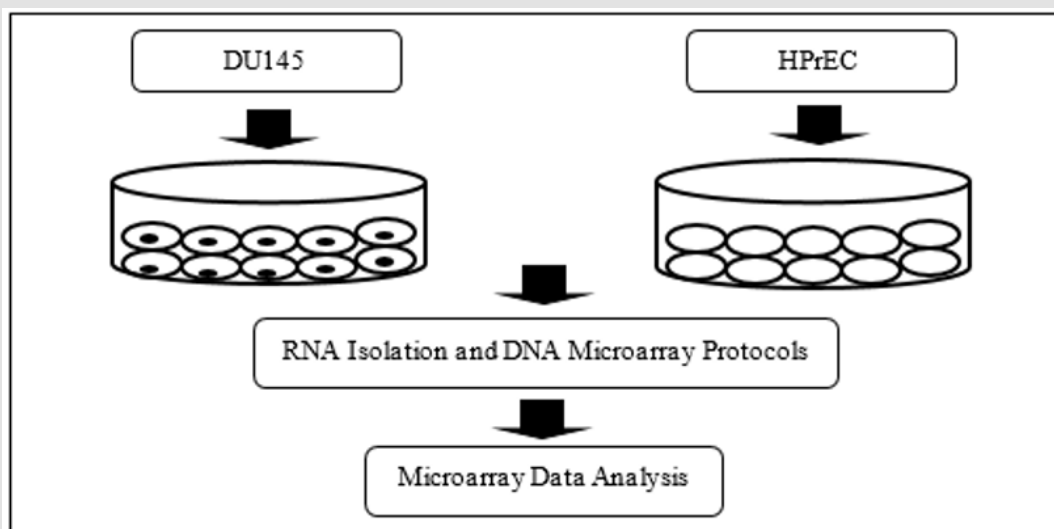 DU145
HPrEC
RNA Isolation and DNA Microarray Protocols
Microarray Data Analysis